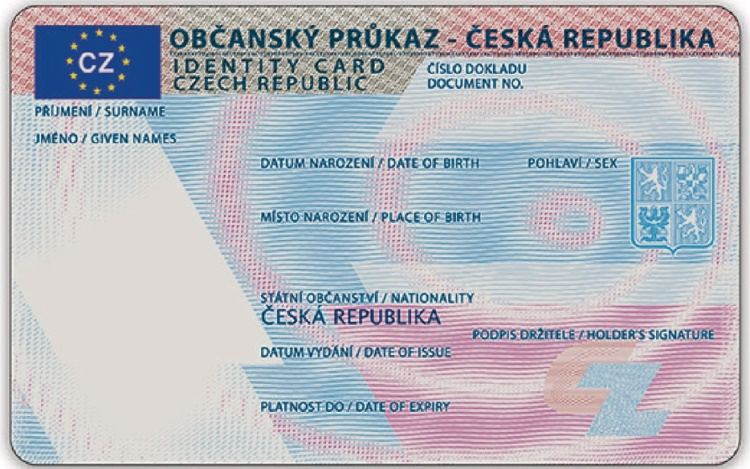 CZ
OBČANSKÝ PRŮKAZ - ČESKÁ REPUBLIKA
IDENTITY CARD
CZECH REPUBLIC
ČÍSLO DOKLADU
DOCUMENT NO.
PŘÍJMENÍ / SURNAME
JMÉNO / GIVEN NAMES
DATUM NAROZENÍ / DATE OF BIRTH
POHLAVÍ / SEX
MÍSTO NAROZENÍ / PLACE OF BIRTH
STÁTNÍ OBČANSTVÍ / NATIONALITY
ČESKÁ REPUBLIKA
PODPIS DRŽITELE / HOLDER'S SIGNATURE
DATUM VYDÁNÍ / DATE OF ISSUE
CZ
PLATNOST DO / DATE OF EXPIRY